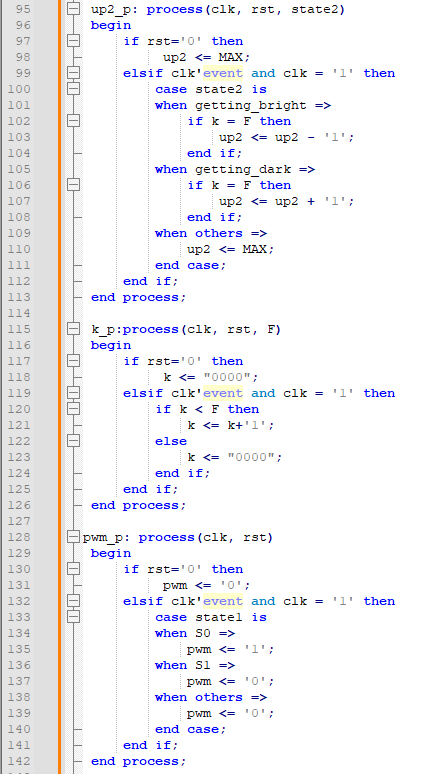 95 up2_p: process(clk, rst, state2)
96 begin
97 if rst='0' then
98 up2 <= MAX;
99 elsif clk'event and clk = '1' then
100 case state2 is
101 when getting_bright =>
102 if k = F then
103 up2 <= up2 - '1';
104 end if;
105 when getting_dark =>
106 if k = F then
107 up2 <= up2 + '1';
108 end if;
109 when others =>
110 up2 <= MAX;
111 end case;
112 end if;
113 end process;
114
115 k_p:process(clk, rst, F)
116 begin
117 if rst='0' then
118 k <= "0000";
119 elsif clk'event and clk = '1' then
120 if k < F then
121 k <= k+'1';
122 else
123 k <= "0000";
124 end if;
125 end if;
126 end process;
127
128 pwm_p: process(clk, rst)
129 begin
130 if rst='0' then
131 pwm <= '0';
132 elsif clk'event and clk = '1' then
133 case state1 is
134 when S0 =>
135 pwm <= '1';
136 when S1 =>
137 pwm <= '0';
138 when others =>
139 pwm <= '0';
140 end case;
141 end if;
142 end process;